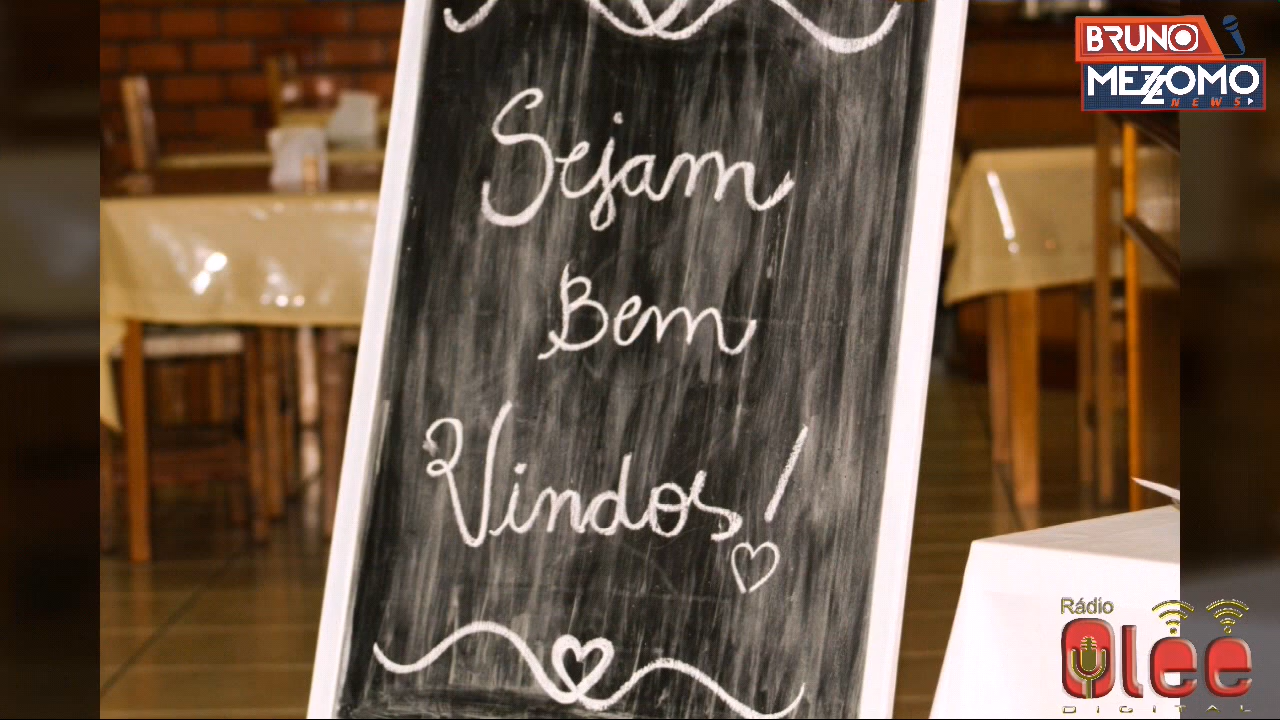 BRUNO
MEZZOMO
NEWS
Sejam
Bem
Vindos!
Rádio
Olee
DIGITAL